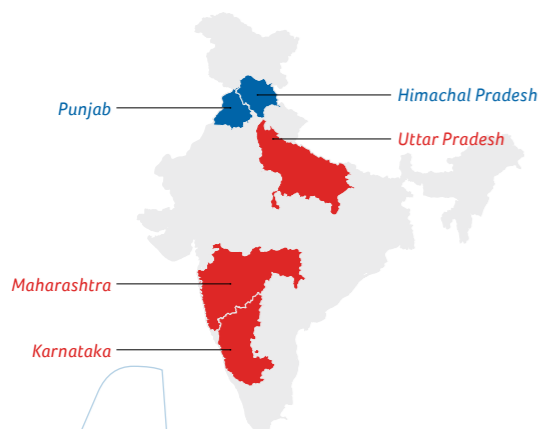 Himachal Pradesh
Punjab
Uttar Pradesh
Maharashtra
Karnataka